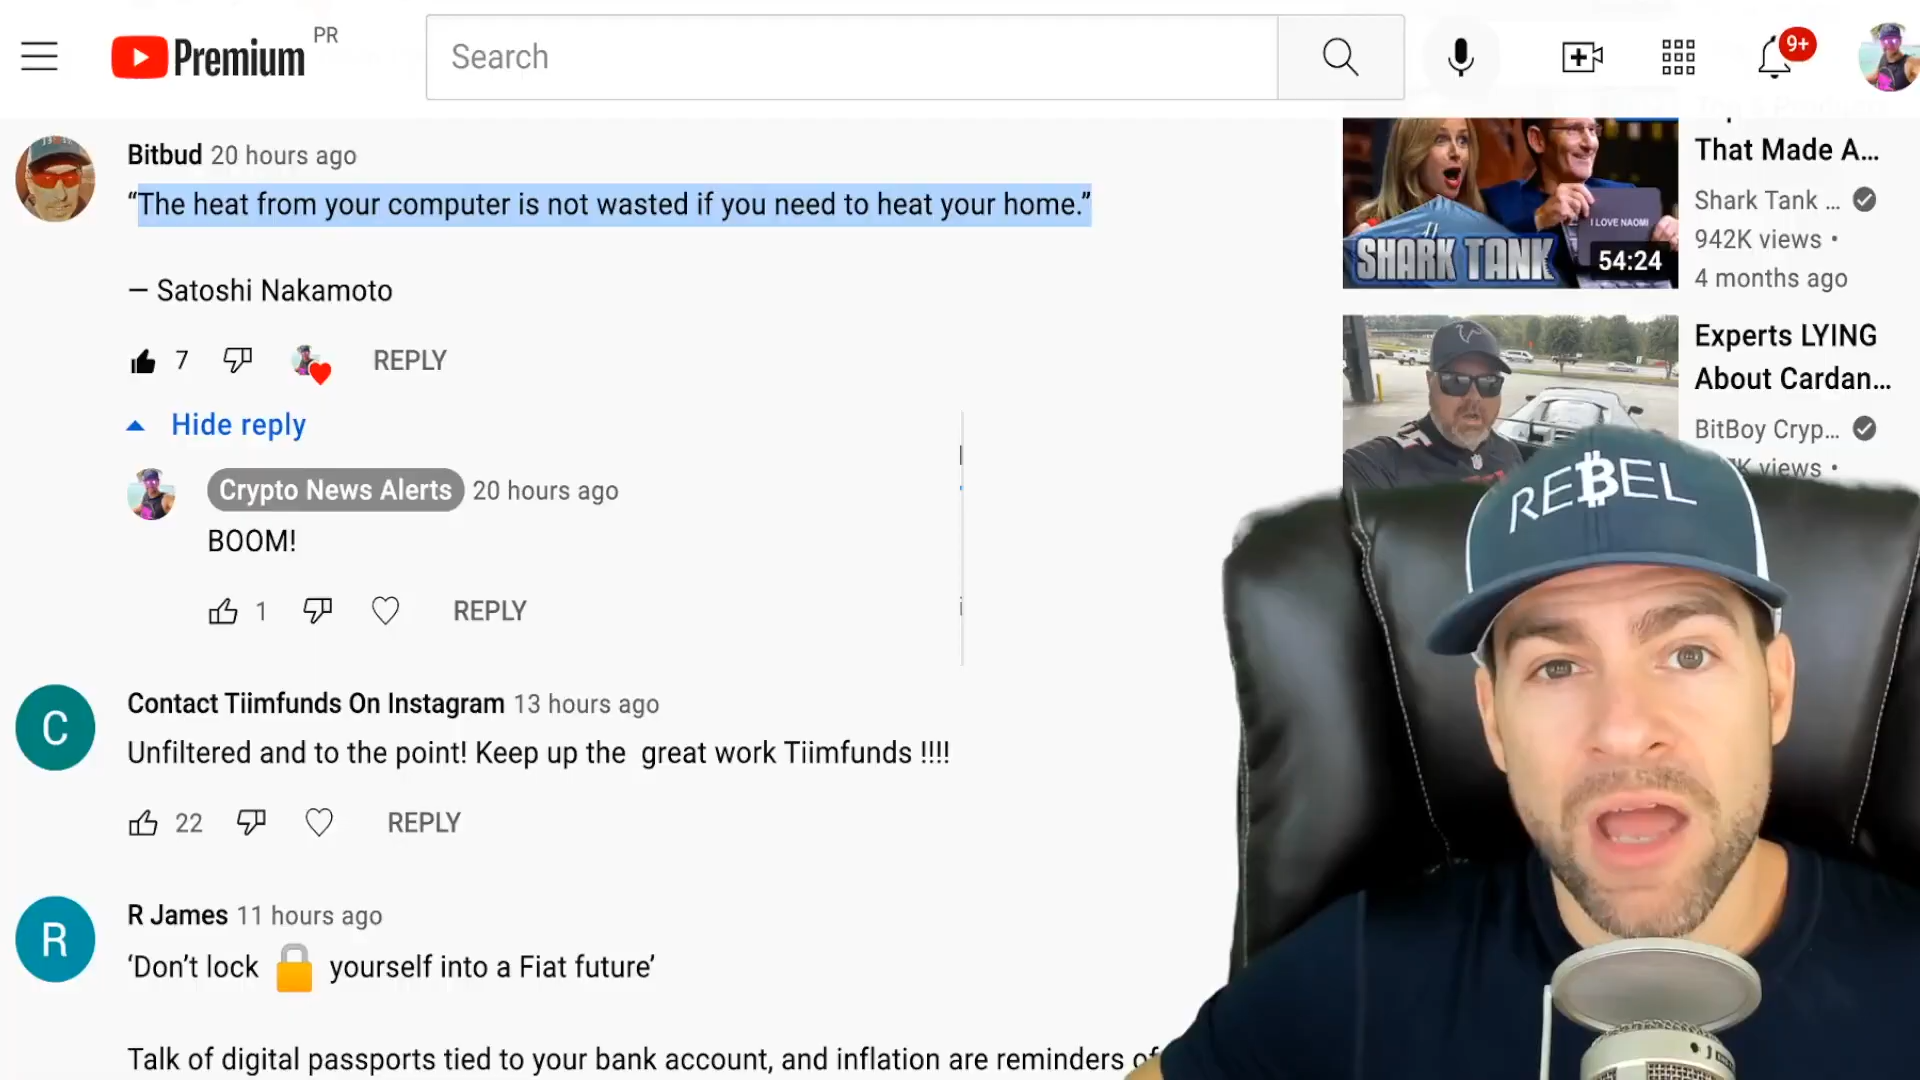 Premium PR
Search
9+
Bitbud 20 hours ago
“The heat from your computer is not wasted if you need to heat your home.”
— Satoshi Nakamoto
7 REPLY
Hide reply
Crypto News Alerts 20 hours ago
BOOM!
1 REPLY
C
Contact Tiimfunds On Instagram 13 hours ago
Unfiltered and to the point! Keep up the great work Tiimfunds !!!!
22 REPLY
R
R James 11 hours ago
‘Don’t lock 🔒 yourself into a Fiat future’
Talk of digital passports tied to your bank account, and inflation are reminders of
I LOVE NAOMI
SHARK TANK
54:24
That Made A...
Shark Tank ...
942K views •
4 months ago
Experts LYING
About Cardan...
BitBoy Cryp...
K views •
RE₿EL